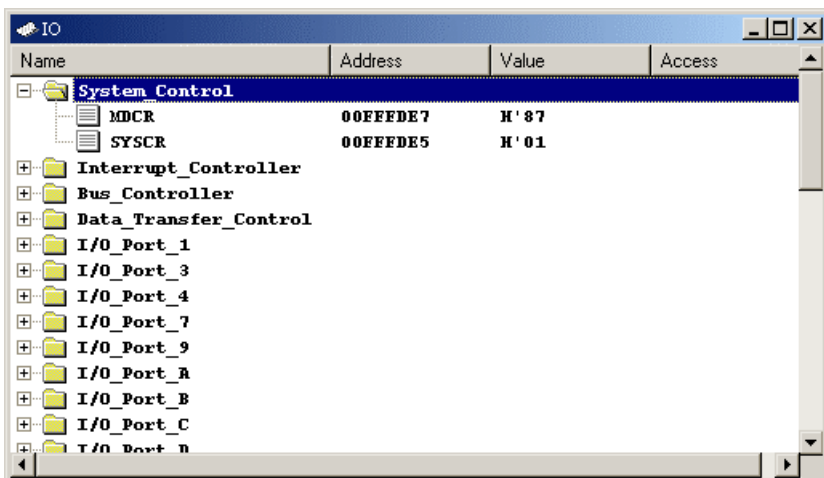 IO
Name Address Value Access
System_Control
MDCR 00FFFDE7 H'87
SYSCR 00FFFDE5 H'01
Interrupt_Controller
Bus_Controller
Data_Transfer_Control
I/O_Port_1
I/O_Port_3
I/O_Port_4
I/O_Port_7
I/O_Port_9
I/O_Port_A
I/O_Port_B
I/O_Port_C
I/O_Port_D